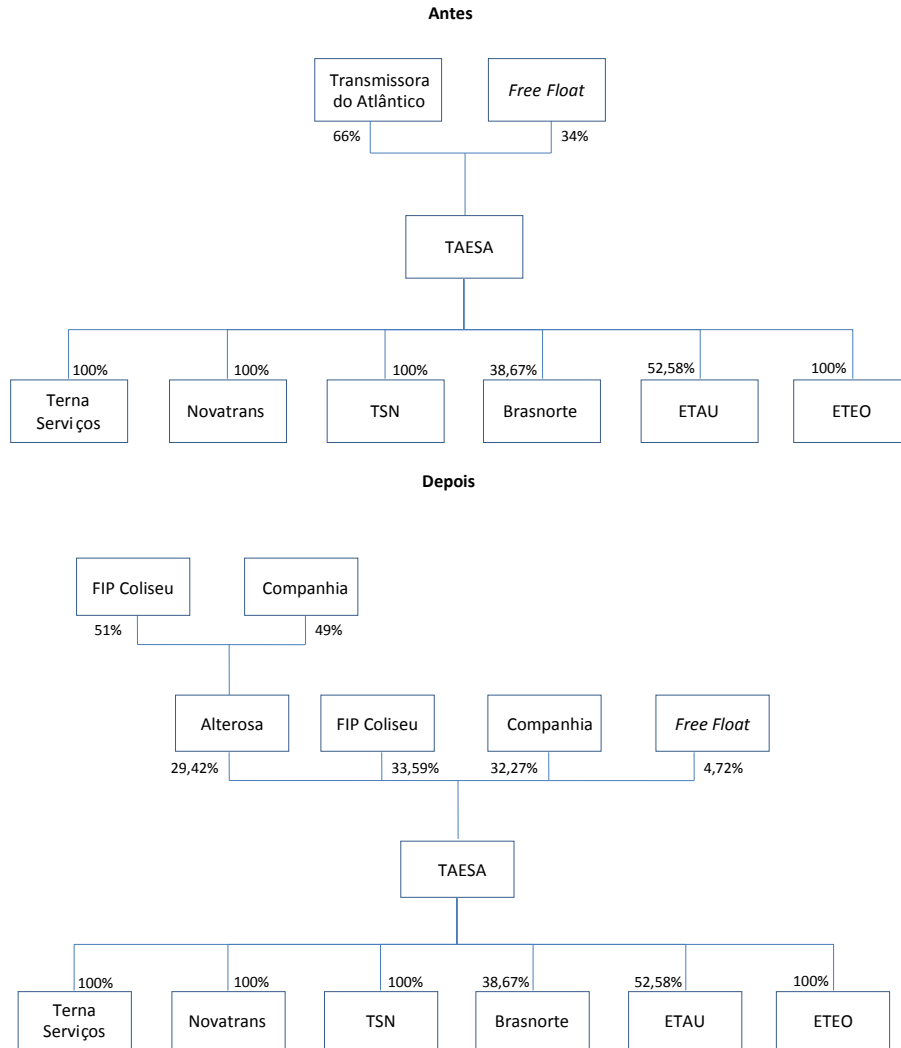 Antes
Transmissora
do Atlântico
Free Float
66%
34%
TAESA
100%
100%
100%
38,67%
52,58%
100%
Terna
Serviços
Novatrans
TSN
Brasnorte
ETAU
ETEO
Depois
FIP Coliseu
Companhia
51%
49%
Alterosa
FIP Coliseu
Companhia
Free Float
29,42%
33,59%
32,27%
4,72%
TAESA
100%
100%
100%
38,67%
52,58%
100%
Terna
Serviços
Novatrans
TSN
Brasnorte
ETAU
ETEO